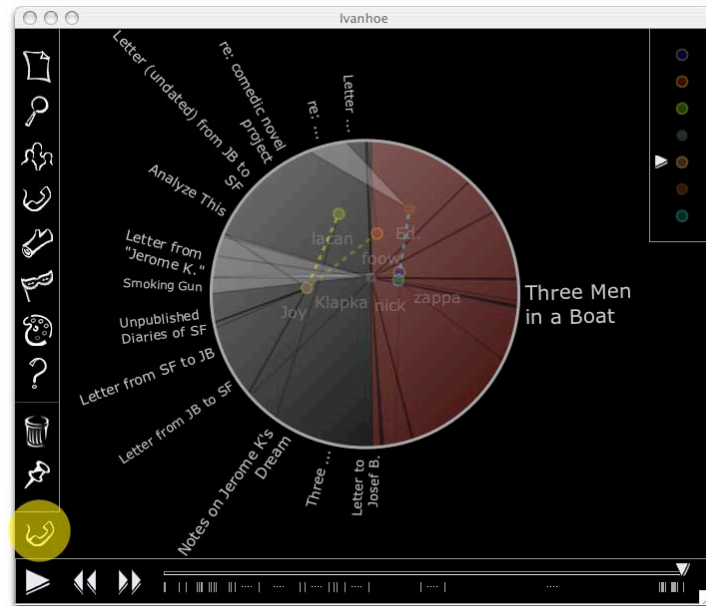 Ivanhoe
Letter (undated) from JB to
SF
re: comedic novel
project
re: ...
Letter ...
Analyze This
Letter from
"Jerome K."
Smoking Gun
Unpublished
Diaries of SF
Letter from SF to JB
Letter from JB to SF
Notes on Jerome K's
Dream
Three ...
Letter to
Josef B.
Three Men
in a Boat
lacan
Ed.
foow
Joy
Klapka
nick
zappa
?